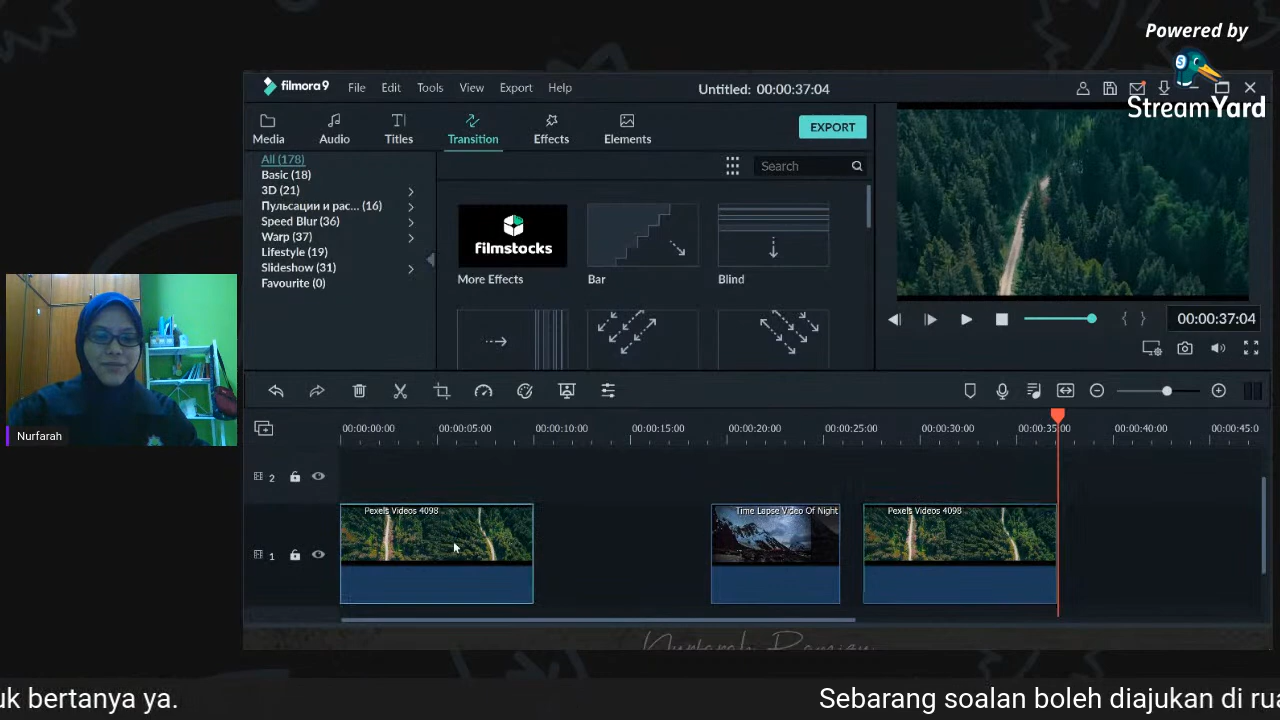 Powered by
StreamYard
filmora9 File Edit Tools View Export Help Untitled: 00:00:37:04
Media Audio Titles Transition Effects Elements EXPORT
All (178)
Basic (18)
3D (21)
Пульсации и рас... (16)
Speed Blur (36)
Warp (37)
Lifestyle (19)
Slideshow (31)
Favourite (0)
Search
filmstocks
More Effects Bar Blind
00:00:37:04
Nurfarah
00:00:00:00 00:00:05:00 00:00:10:00 00:00:15:00 00:00:20:00 00:00:25:00 00:00:30:00 00:00:35:00 00:00:40:00 00:00:45:0
2
Pexels Videos 4098 Time Lapse Video Of Night Pexels Videos 4098
1
uk bertanya ya. Sebarang soalan boleh diajukan di rua